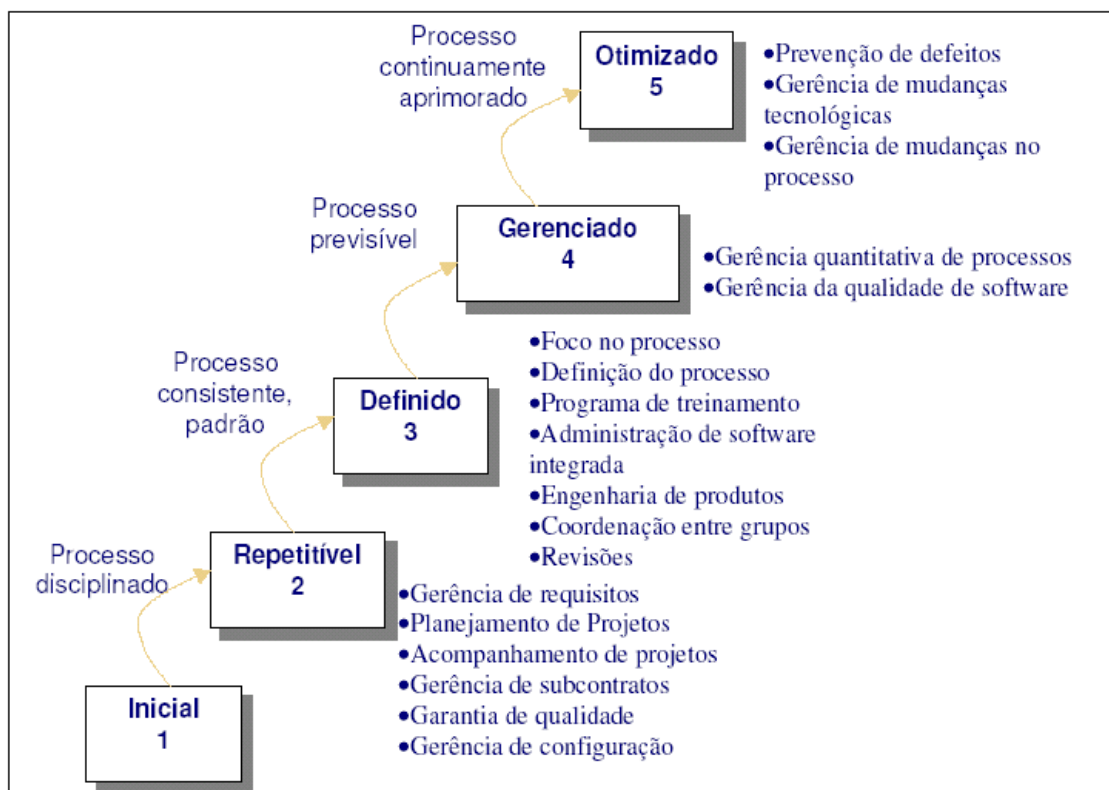 Processo
continuamente
aprimorado
Otimizado
5
•Prevenção de defeitos
•Gerência de mudanças
tecnológicas
•Gerência de mudanças no
processo
Processo
previsível
Gerenciado
4
•Gerência quantitativa de processos
•Gerência da qualidade de software
Processo
consistente,
padrão
Definido
3
•Foco no processo
•Definição do processo
•Programa de treinamento
•Administração de software
integrada
•Engenharia de produtos
•Coordenação entre grupos
•Revisões
Processo
disciplinado
Repetitível
2
•Gerência de requisitos
•Planejamento de Projetos
•Acompanhamento de projetos
•Gerência de subcontratos
•Garantia de qualidade
•Gerência de configuração
Inicial
1